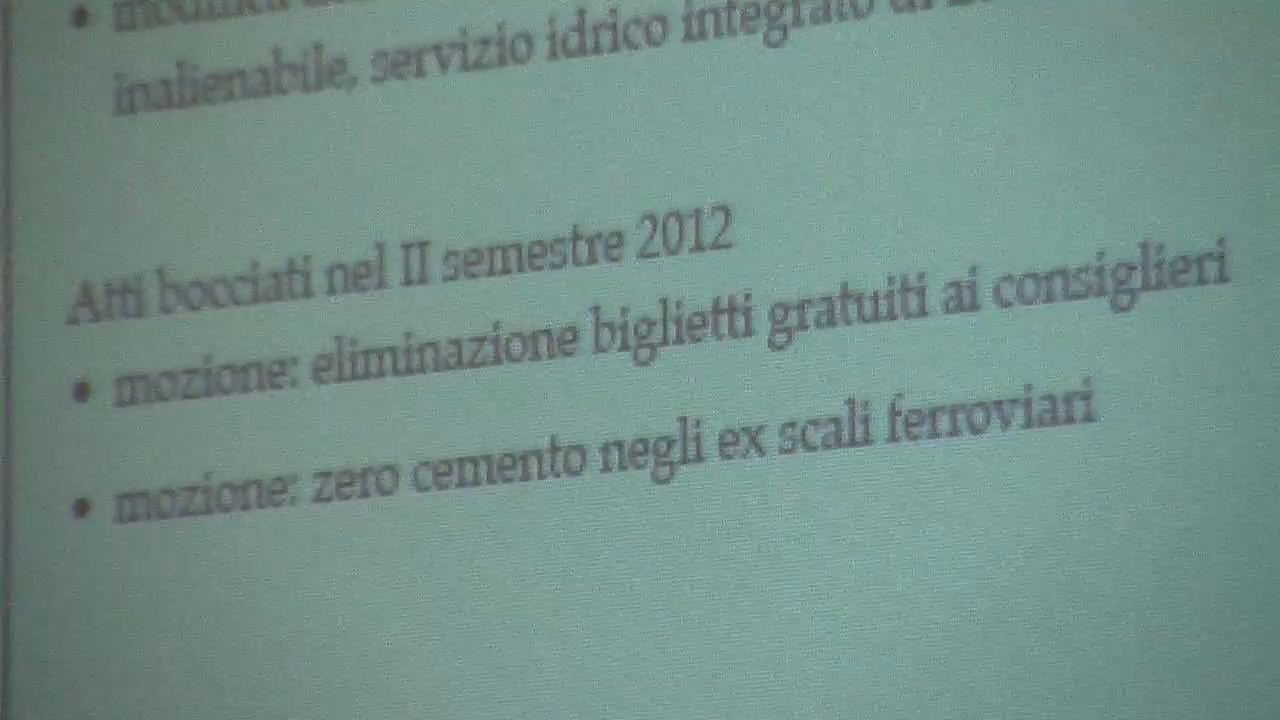 inalienabile, servizio idrico integrato di
Atti bocciati nel II semestre 2012
• mozione: eliminazione biglietti gratuiti ai consiglieri
• mozione: zero cemento negli ex scali ferroviari